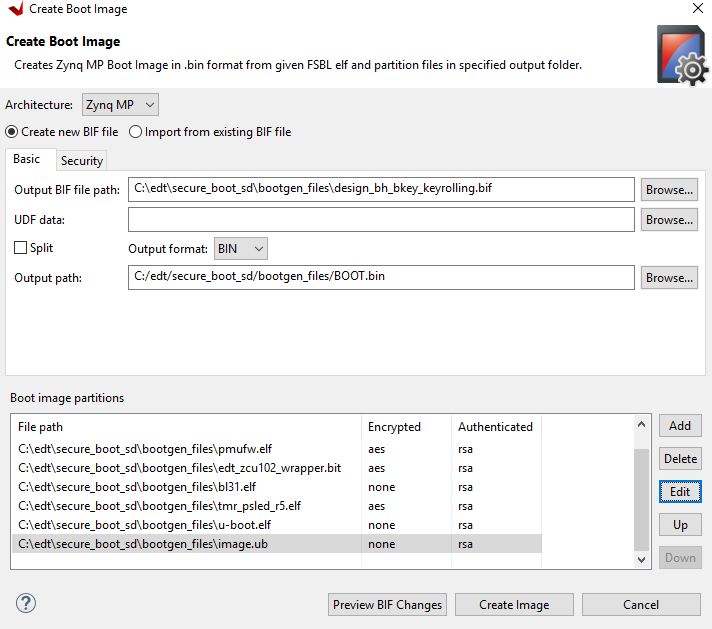 Create Boot Image
Create Boot Image
Creates Zynq MP Boot Image in .bin format from given FSBL elf and partition files in specified output folder.
Architecture: Zynq MP
Create new BIF file Import from existing BIF file
Basic Security
Output BIF file path: C:\edt\secure_boot_sd\bootgen_files\design_bh_bkey_keyrolling.bif Browse...
UDF data: Browse...
Split Output format: BIN
Output path: C:/edt/secure_boot_sd/bootgen_files/BOOT.bin Browse...
Boot image partitions
File path Encrypted Authenticated Add
C:\edt\secure_boot_sd\bootgen_files\pmufw.elf aes rsa
C:\edt\secure_boot_sd\bootgen_files\edt_zcu102_wrapper.bit aes rsa Delete
C:\edt\secure_boot_sd\bootgen_files\bl31.elf none rsa Edit
C:\edt\secure_boot_sd\bootgen_files\tmr_psled_r5.elf aes rsa
C:\edt\secure_boot_sd\bootgen_files\u-boot.elf none rsa Up
C:\edt\secure_boot_sd\bootgen_files\image.ub none rsa
Down
? Preview BIF Changes Create Image Cancel